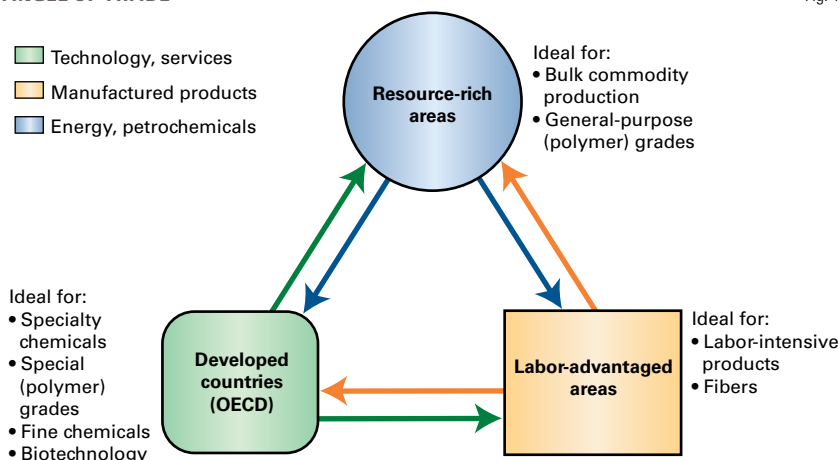 Technology, services
Manufactured products
Energy, petrochemicals
Resource-rich
areas
Ideal for:
• Bulk commodity
production
• General-purpose
(polymer) grades
Ideal for:
• Specialty
chemicals
• Special
(polymer)
grades
• Fine chemicals
• Biotechnology
Developed
countries
(OECD)
Labor-advantaged
areas
Ideal for:
• Labor-intensive
products
• Fibers